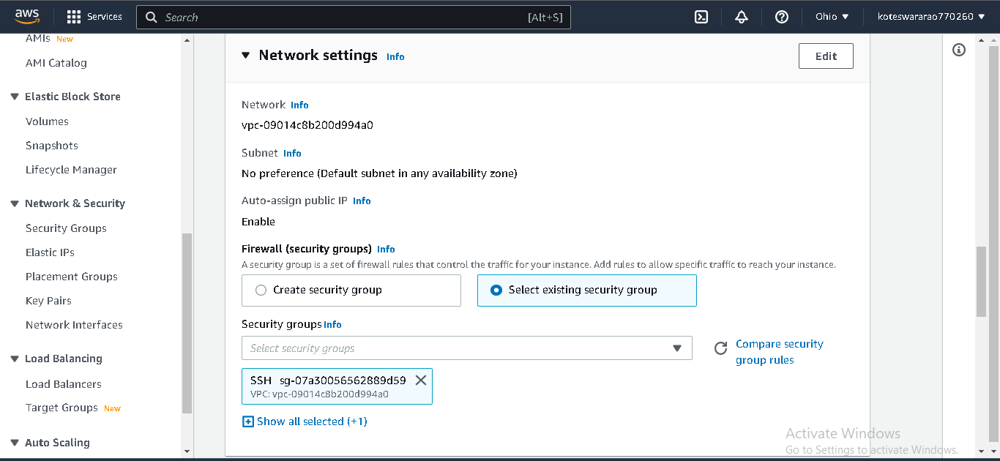 aws
Services
Search [Alt+S]
Ohio
koteswararao770260
AMIs New
AMI Catalog
Elastic Block Store
Volumes
Snapshots
Lifecycle Manager
Network & Security
Security Groups
Elastic IPs
Placement Groups
Key Pairs
Network Interfaces
Load Balancing
Load Balancers
Target Groups New
Auto Scaling
Network settings Info
Edit
Network Info
vpc-09014c8b200d994a0
Subnet Info
No preference (Default subnet in any availability zone)
Auto-assign public IP Info
Enable
Firewall (security groups) Info
A security group is a set of firewall rules that control the traffic for your instance. Add rules to allow specific traffic to reach your instance.
Create security group
Select existing security group
Security groups Info
Select security groups
Compare security
group rules
SSH sg-07a30056562889d59
VPC: vpc-09014c8b200d994a0
Show all selected (+1)
Activate Windows
Go to Settings to activate Windows.